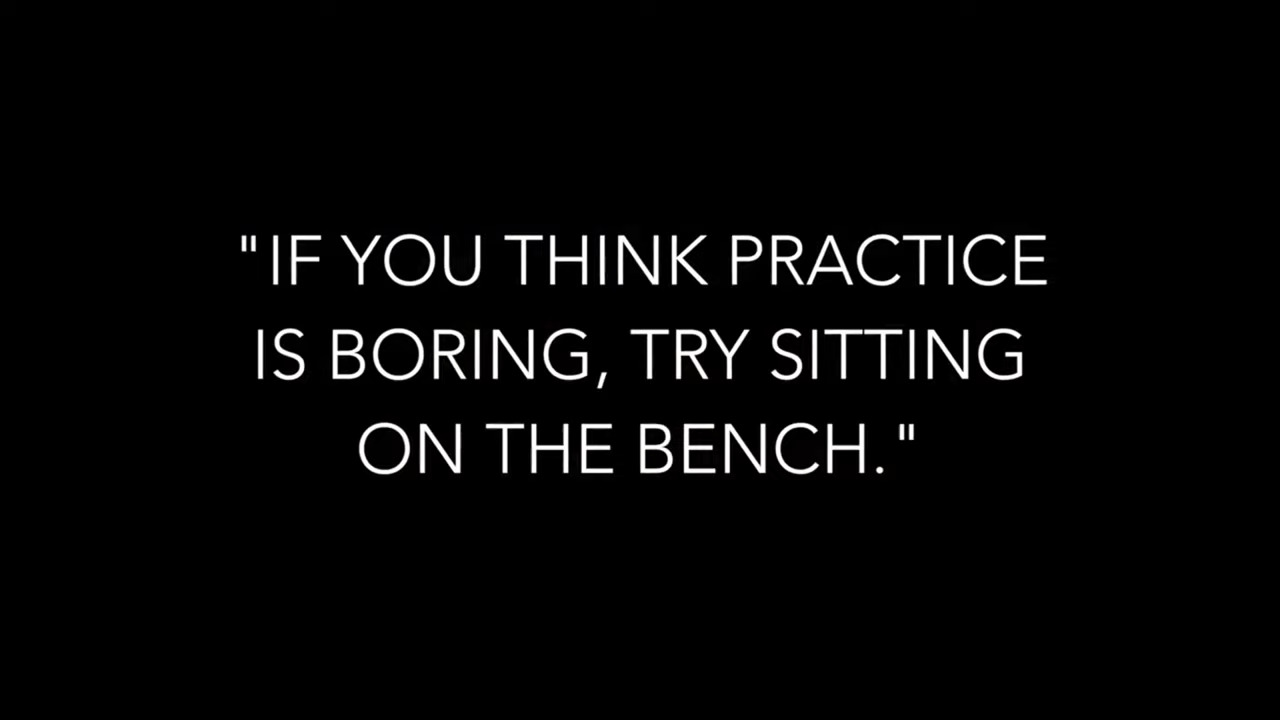 "IF YOU THINK PRACTICE
IS BORING, TRY SITTING
ON THE BENCH."